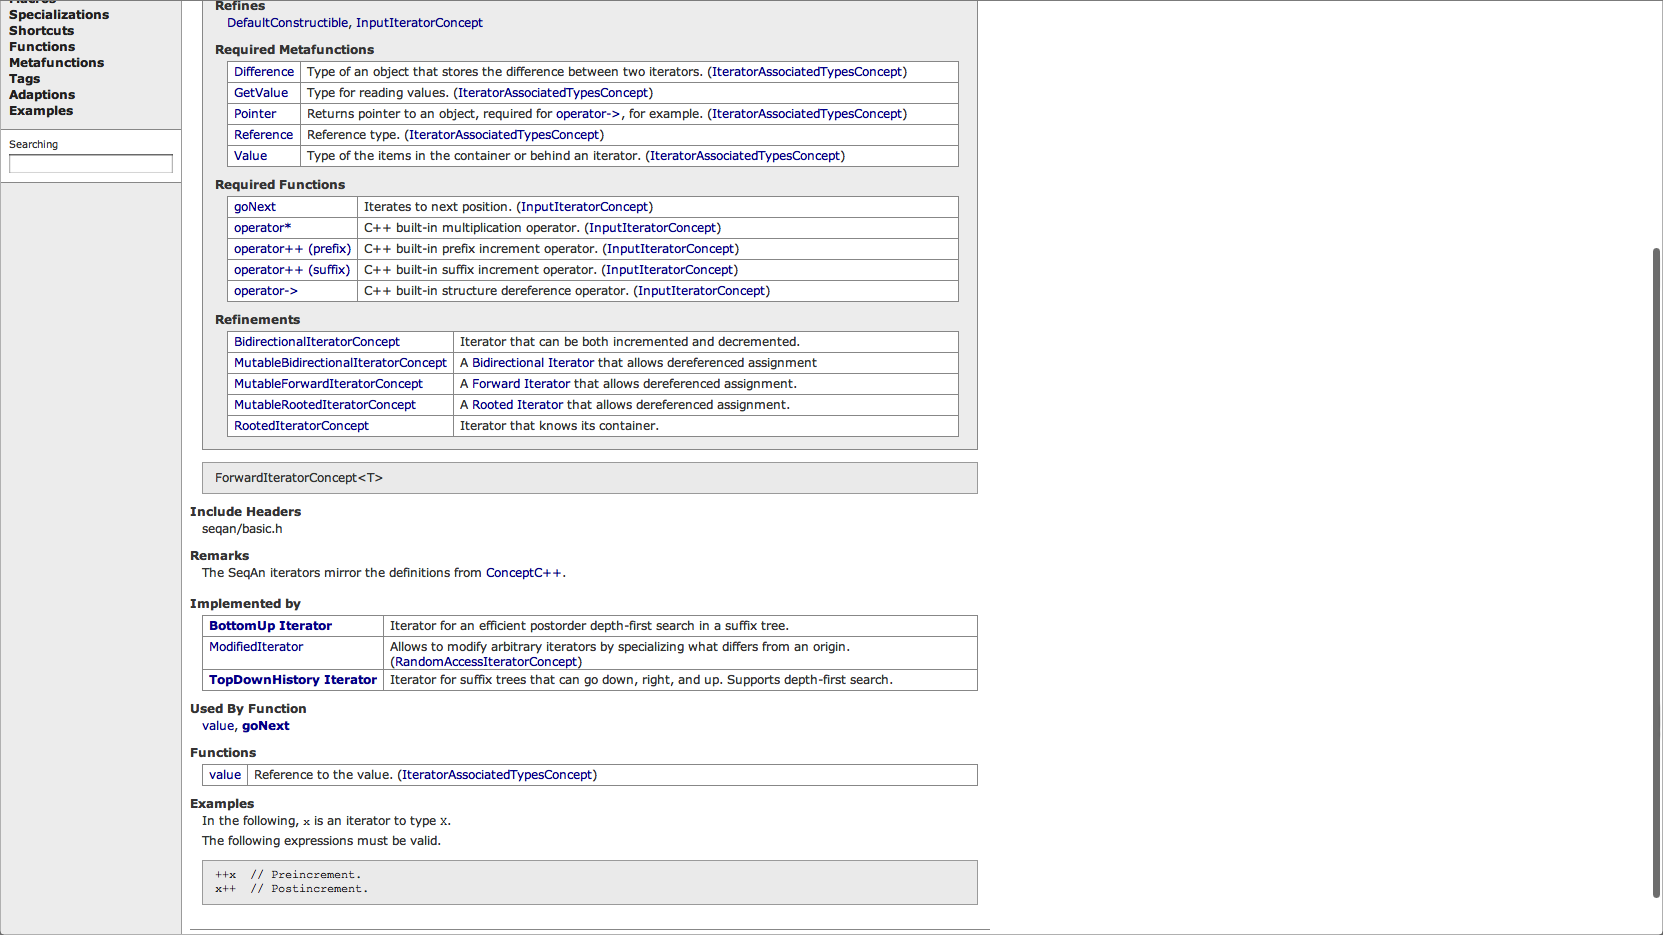 Macros
Specializations
Shortcuts
Functions
Metafunctions
Tags
Adaptions
Examples
Searching
Refines
DefaultConstructible, InputIteratorConcept
Required Metafunctions
Difference Type of an object that stores the difference between two iterators. (IteratorAssociatedTypesConcept)
GetValue Type for reading values. (IteratorAssociatedTypesConcept)
Pointer Returns pointer to an object, required for operator->, for example. (IteratorAssociatedTypesConcept)
Reference Reference type. (IteratorAssociatedTypesConcept)
Value Type of the items in the container or behind an iterator. (IteratorAssociatedTypesConcept)
Required Functions
goNext Iterates to next position. (InputIteratorConcept)
operator* C++ built-in multiplication operator. (InputIteratorConcept)
operator++ (prefix) C++ built-in prefix increment operator. (InputIteratorConcept)
operator++ (suffix) C++ built-in suffix increment operator. (InputIteratorConcept)
operator-> C++ built-in structure dereference operator. (InputIteratorConcept)
Refinements
BidirectionalIteratorConcept Iterator that can be both incremented and decremented.
MutableBidirectionalIteratorConcept A Bidirectional Iterator that allows dereferenced assignment
MutableForwardIteratorConcept A Forward Iterator that allows dereferenced assignment.
MutableRootedIteratorConcept A Rooted Iterator that allows dereferenced assignment.
RootedIteratorConcept Iterator that knows its container.
ForwardIteratorConcept<T>
Include Headers
seqan/basic.h
Remarks
The SeqAn iterators mirror the definitions from ConceptC++.
Implemented by
BottomUp Iterator Iterator for an efficient postorder depth-first search in a suffix tree.
ModifiedIterator Allows to modify arbitrary iterators by specializing what differs from an origin.
(RandomAccessIteratorConcept)
TopDownHistory Iterator Iterator for suffix trees that can go down, right, and up. Supports depth-first search.
Used By Function
value, goNext
Functions
value Reference to the value. (IteratorAssociatedTypesConcept)
Examples
In the following, x is an iterator to type X.
The following expressions must be valid.
++x // Preincrement.
x++ // Postincrement.